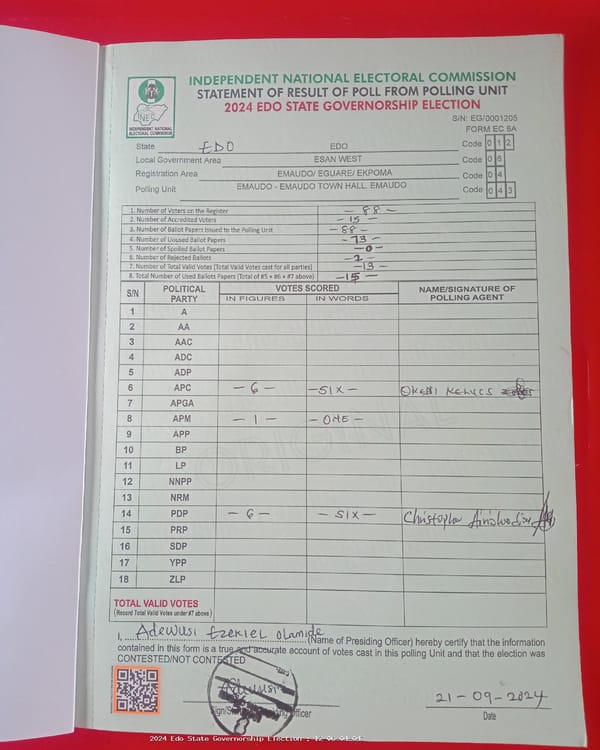 INDEPENDENT NATIONAL ELECTORAL COMMISSION
STATEMENT OF RESULT OF POLL FROM POLLING UNIT
2024 EDO STATE GOVERNORSHIP ELECTION
INEC
INDEPENDENT NATIONAL ELECTORAL COMMISSION
S/N: EG/0001205
FORM EC 8A
State EDO EDO Code 0 1 2
Local Government Area ESAN WEST Code 0 6
Registration Area EMAUDO/ EGUARE/ EKPOMA Code 0 4
Polling Unit EMAUDO - EMAUDO TOWN HALL. EMAUDO Code 0 4 3
1. Number of Voters on the Register - 88 -
2. Number of Accredited Voters - 15 -
3. Number of Ballot Papers Issued to the Polling Unit - 88 -
4. Number of Unused Ballot Papers - 73 -
5. Number of Spoiled Ballot Papers - 0 -
6. Number of Rejected Ballots - 2 -
7. Number of Total Valid Votes (Total Valid Votes cast for all parties) - 13 -
8. Total Number of Used Ballots Papers (Total of #5 + #6 + #7 above) - 15 -
S/N POLITICAL PARTY VOTES SCORED NAME/SIGNATURE OF POLLING AGENT
IN FIGURES IN WORDS
1 A
2 AA
3 AAC
4 ADC
5 ADP
6 APC - 6 - - SIX - OKEBI
7 APGA
8 APM - 1 - - ONE -
9 APP
10 BP
11 LP
12 NNPP
13 NRM
14 PDP - 6 - - SIX - Christopher
15 PRP
16 SDP
17 YPP
18 ZLP
TOTAL VALID VOTES
(Record Total Valid Votes under #7 above)
I, Adewusi Ezekiel Olamide (Name of Presiding Officer) hereby certify that the information
contained in this form is a true and accurate account of votes cast in this polling Unit and that the election was
CONTESTED/NOT CONTESTED
Adewusi
21-09-2024
Officer
Date
2024 Edo State Governorship Election : 12-06-04-04